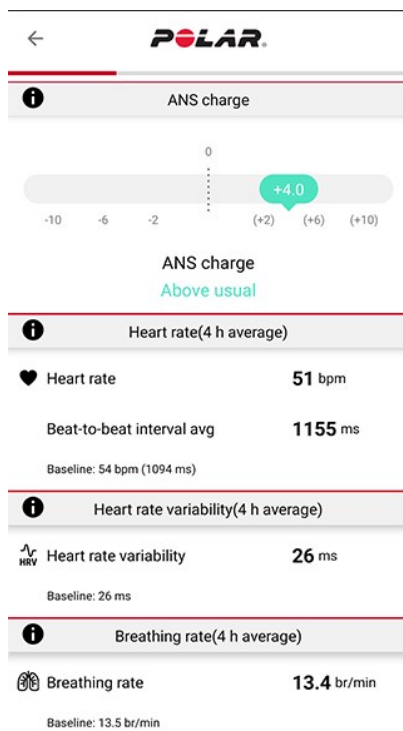 POLAR.
ANS charge
0
+4.0
-10 -6 -2 (+2) (+6) (+10)
ANS charge
Above usual
Heart rate(4 h average)
Heart rate 51 bpm
Beat-to-beat interval avg 1155 ms
Baseline: 54 bpm (1094 ms)
Heart rate variability(4 h average)
HRV Heart rate variability 26 ms
Baseline: 26 ms
Breathing rate(4 h average)
Breathing rate 13.4 br/min
Baseline: 13.5 br/min